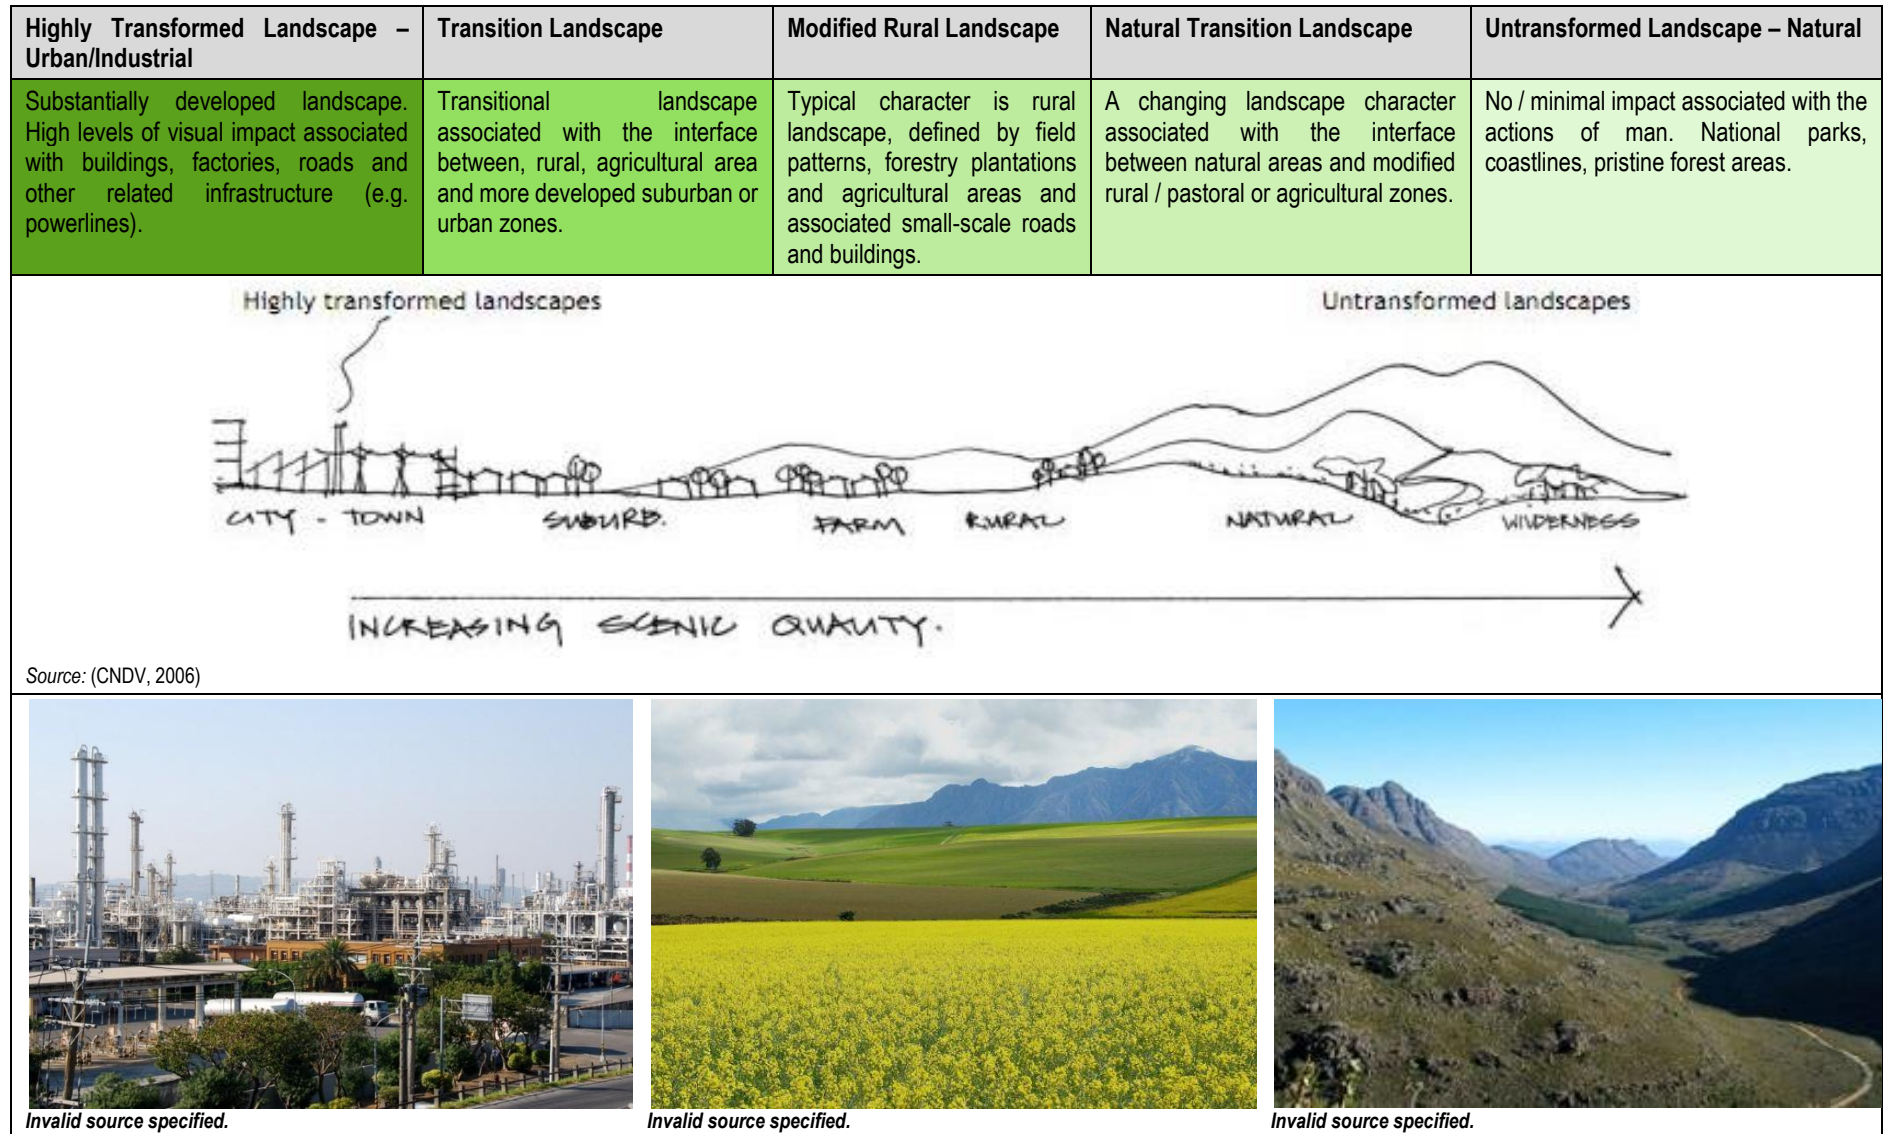 Highly Transformed Landscape –
Urban/Industrial
Transition Landscape
Modified Rural Landscape
Natural Transition Landscape
Untransformed Landscape – Natural
Substantially developed landscape.
High levels of visual impact associated
with buildings, factories, roads and
other related infrastructure (e.g.
powerlines).
Transitional landscape
associated with the interface
between, rural, agricultural area
and more developed suburban or
urban zones.
Typical character is rural
landscape, defined by field
patterns, forestry plantations
and agricultural areas and
associated small-scale roads
and buildings.
A changing landscape character
associated with the interface
between natural areas and modified
rural / pastoral or agricultural zones.
No / minimal impact associated with the
actions of man. National parks,
coastlines, pristine forest areas.
Highly transformed landscapes
Untransformed landscapes
CITY - TOWN
SUBURB.
FARM
RURAL
NATURAL
WILDERNESS
INCREASING SCENIC QUALITY.
Source: (CNDV, 2006)
Invalid source specified.
Invalid source specified.
Invalid source specified.